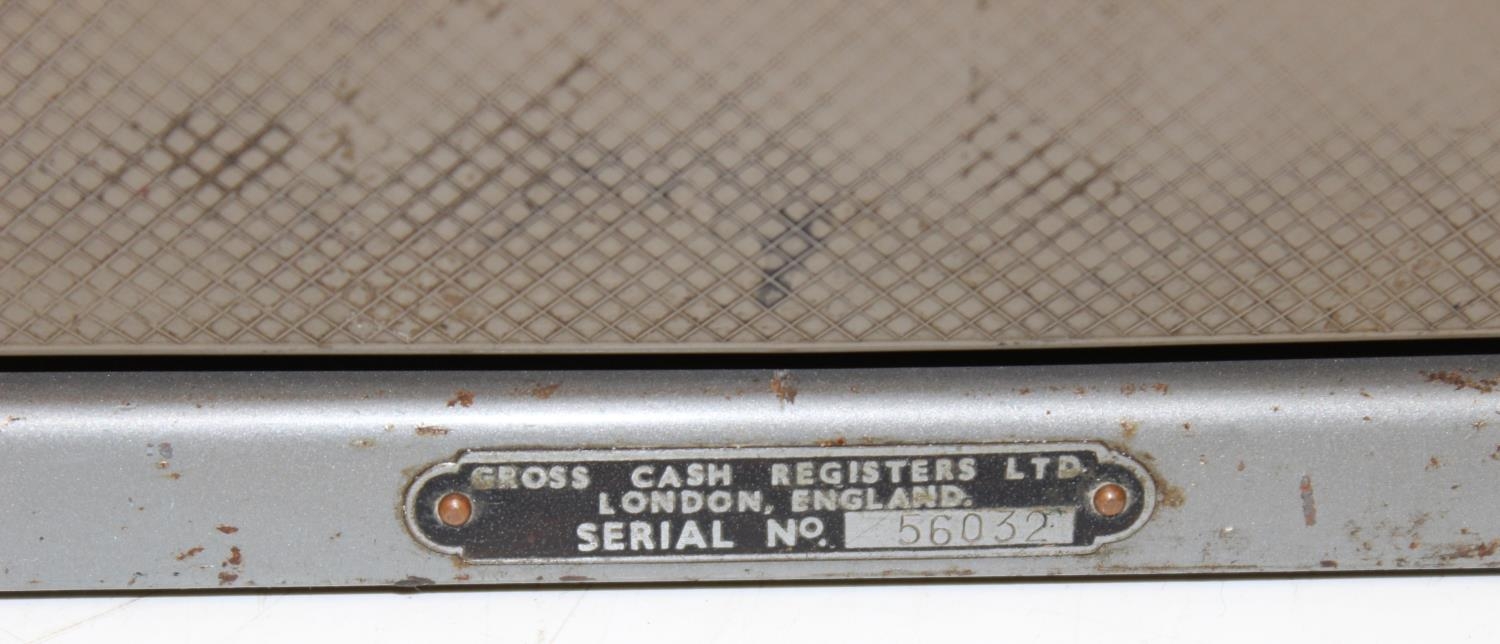 GROSS CASH REGISTERS LTD.
LONDON, ENGLAND.
SERIAL No. 56032